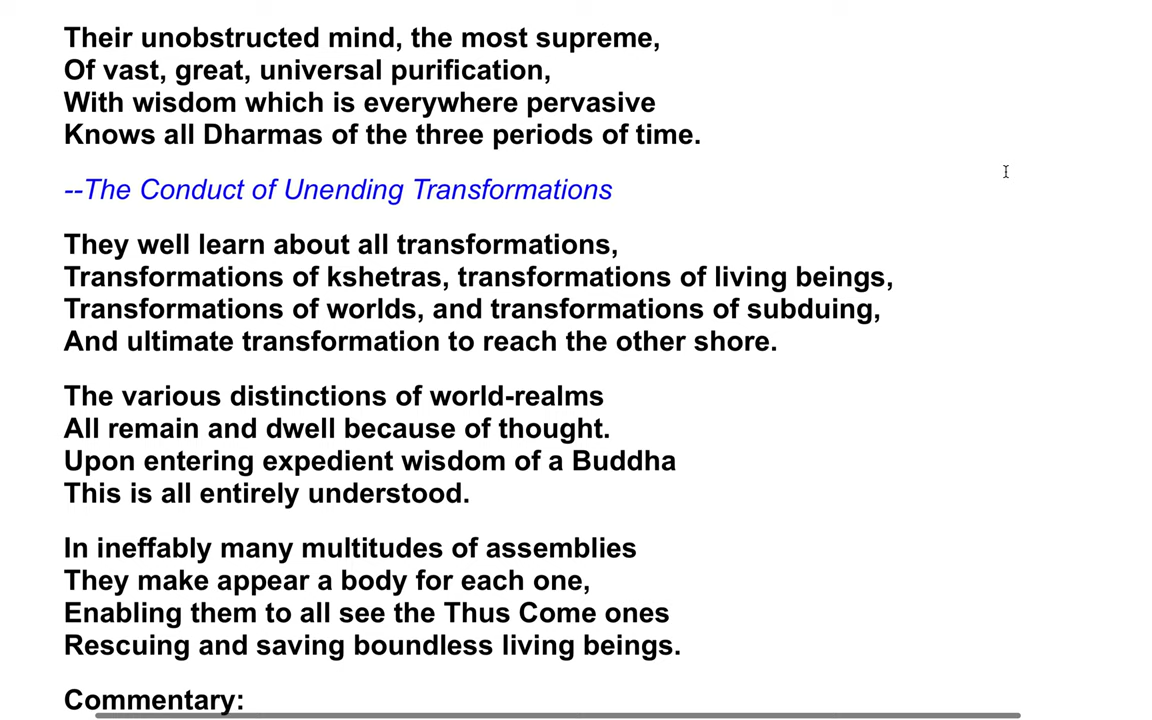 Their unobstructed mind, the most supreme,
Of vast, great, universal purification,
With wisdom which is everywhere pervasive
Knows all Dharmas of the three periods of time.
--The Conduct of Unending Transformations
They well learn about all transformations,
Transformations of kshetras, transformations of living beings,
Transformations of worlds, and transformations of subduing,
And ultimate transformation to reach the other shore.
The various distinctions of world-realms
All remain and dwell because of thought.
Upon entering expedient wisdom of a Buddha
This is all entirely understood.
In ineffably many multitudes of assemblies
They make appear a body for each one,
Enabling them to all see the Thus Come ones
Rescuing and saving boundless living beings.
Commentary: